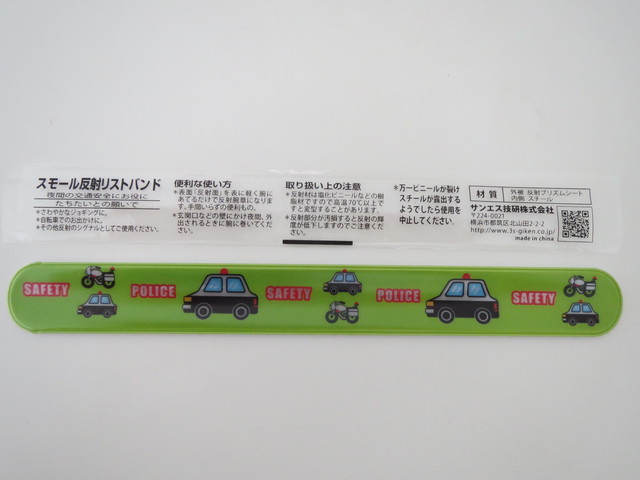 スモール反射リストバンド
夜間の交通安全にお役に
たちたいとの願いで
*さわやかなジョギングに。
*自転車でのお出かけに。
*その他反射のシグナルとしてご使用ください。
便利な使い方
*表面「反射面」を表に軽く腕に
あてるだけで反射腕章になりま
す。手間いらずの便利もの。
*玄関口などの壁にかけ夜間、外
出されるときに腕に巻いてくださ
い。
取り扱い上の注意
*反射材は塩化ビニールなどの樹
脂材ですので高温70℃以上で
すと変型することがあります。
*反射部分が汚損すると反射の輝
度が低下しますのでご注意くだ
さい。
*万一ビニールが裂け
スチールが露出する
ようでしたら使用を
中止してください。
材質
外被 反射プリズムシート
内側 スチール
サンエス技研株式会社
〒224-0021
横浜市都筑区北山田2-2-2
http://www.3s-giken.co.jp/
made in china
SAFETY POLICE SAFETY POLICE SAFETY